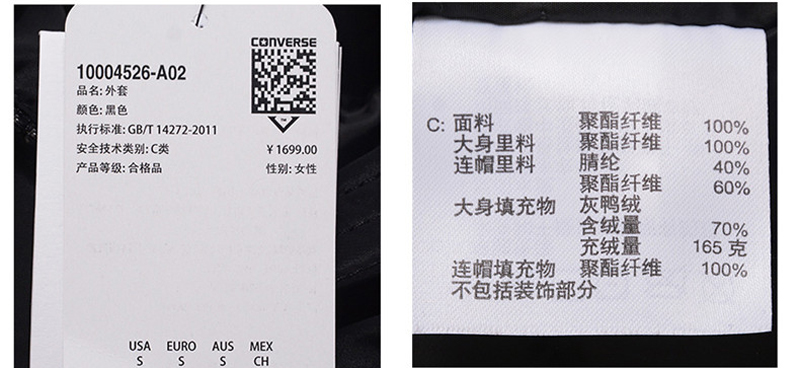 CONVERSE
10004526-A02
品名: 外套
颜色: 黑色
执行标准: GB/T 14272-2011
安全技术类别: C类
¥ 1699.00
产品等级: 合格品
性别: 女性
USA EURO AUS MEX
S S S CH
C: 面料 聚酯纤维 100%
大身里料 聚酯纤维 100%
连帽里料 腈纶 40%
聚酯纤维 60%
大身填充物 灰鸭绒
含绒量 70%
充绒量 165 克
连帽填充物 聚酯纤维 100%
不包括装饰部分